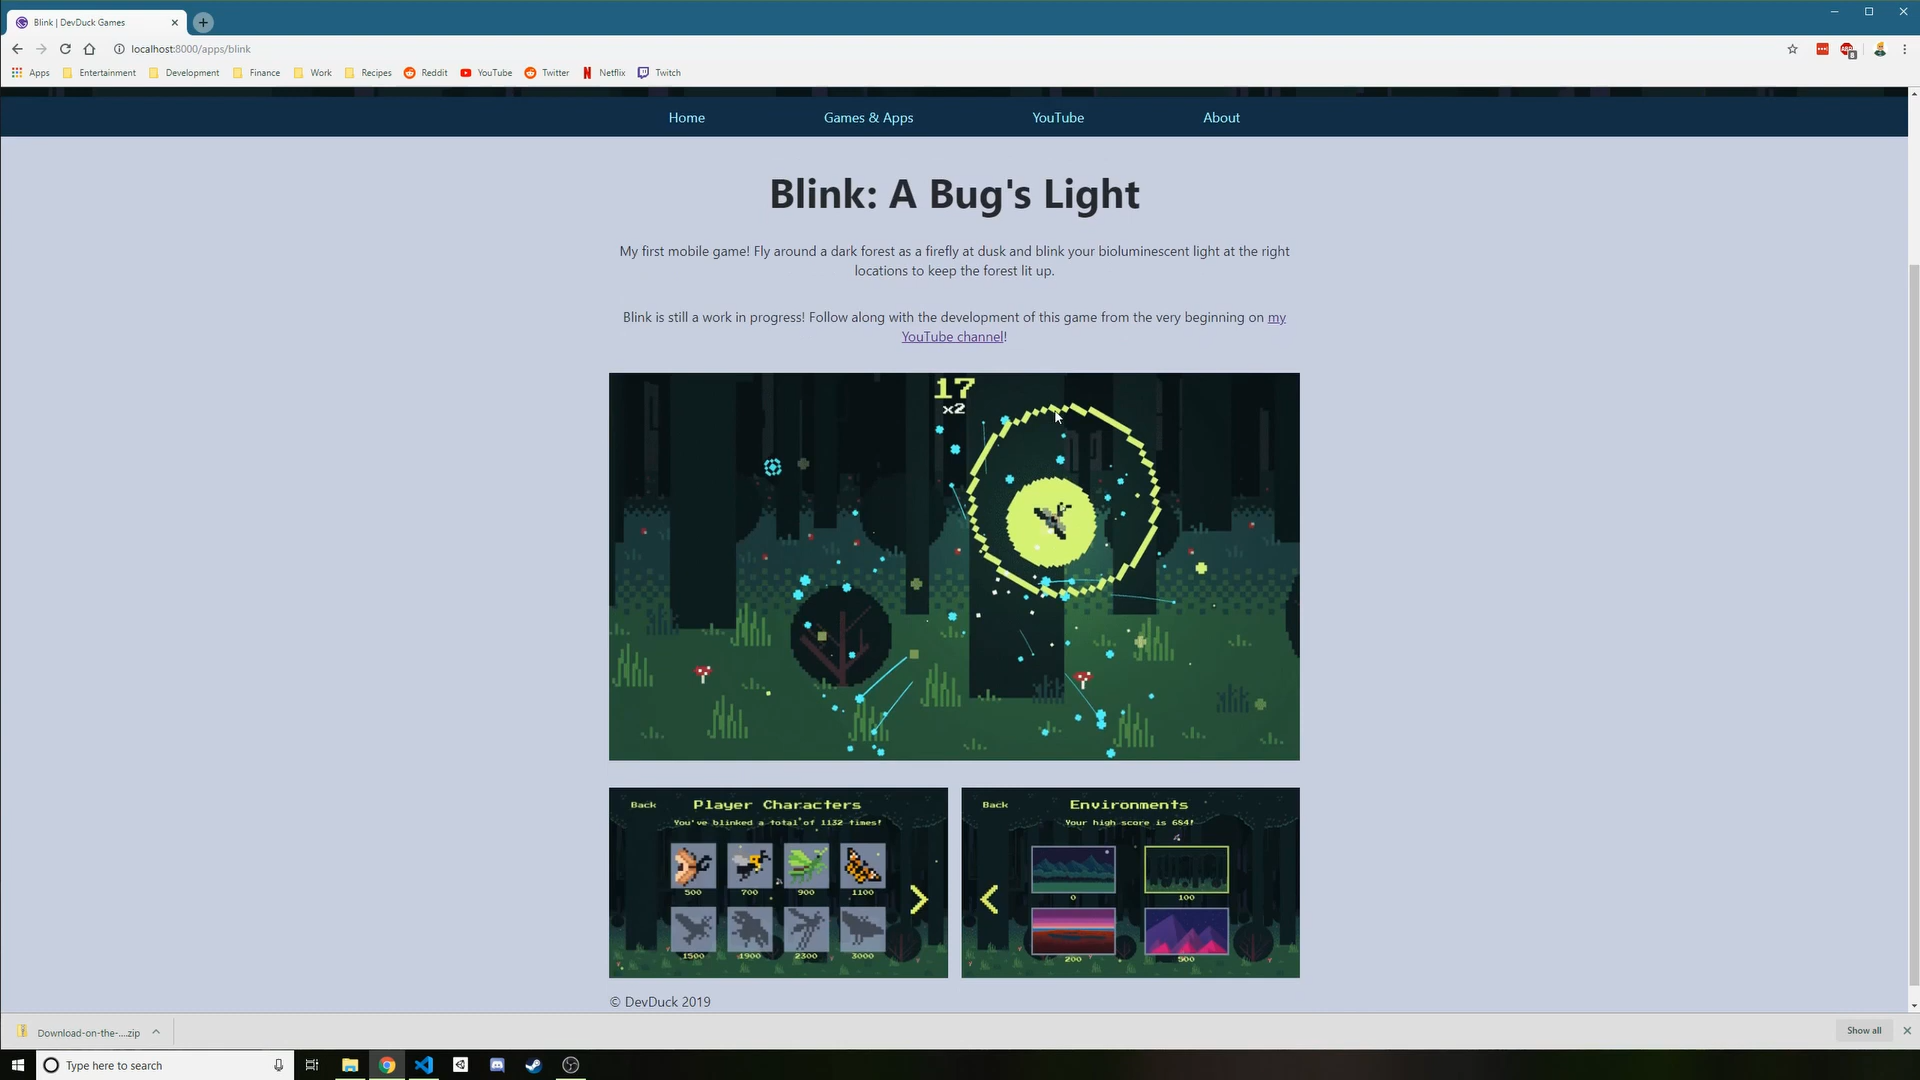 Blink | DevDuck Games
localhost:8000/apps/blink
Apps Entertainment Development Finance Work Recipes Reddit YouTube Twitter Netflix Twitch
Home Games & Apps YouTube About
Blink: A Bug's Light
My first mobile game! Fly around a dark forest as a firefly at dusk and blink your bioluminescent light at the right
locations to keep the forest lit up.
Blink is still a work in progress! Follow along with the development of this game from the very beginning on my
YouTube channel!
17
x2
Back Player Characters
You've blinked a total of 1132 times!
500 700 900 1100
1500 1900 2300 3000
Back Environments
Your high score is 684!
0 100
200 500
© DevDuck 2019
Download-on-the-....zip
Show all
Type here to search